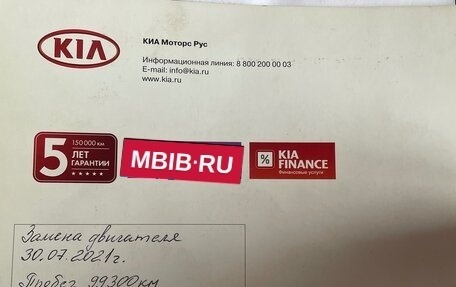 KIA
КИА Моторс Рус
Информационная линия: 8 800 200 00 03
E-mail: info@kia.ru
www.kia.ru
150 000 км
5 ЛЕТ
ГАРАНТИИ
MBIB.RU
%
KIA
FINANCE
Финансовые услуги
Замена двигателя
30.07.2021г.
Пробег 99300км